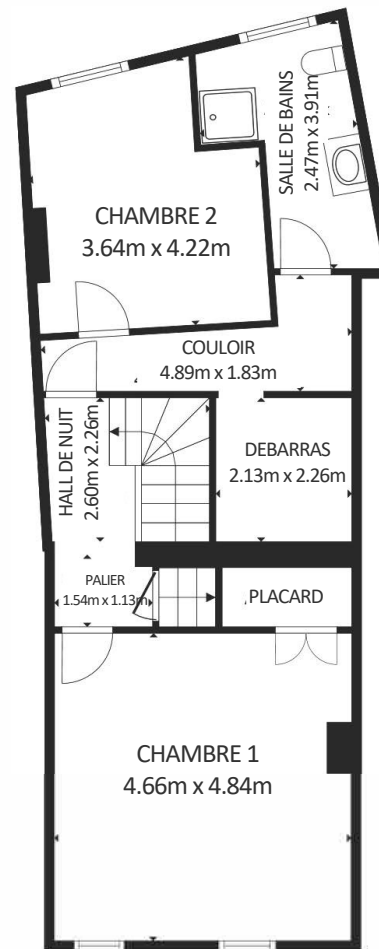 SALLE DE BAINS
2.47m x 3.91m
CHAMBRE 2
3.64m x 4.22m
COULOIR
4.89m x 1.83m
HALL DE NUIT
2.60m x 2.26m
DEBARRAS
2.13m x 2.26m
PALIER
1.54m x 1.13m
PLACARD
CHAMBRE 1
4.66m x 4.84m